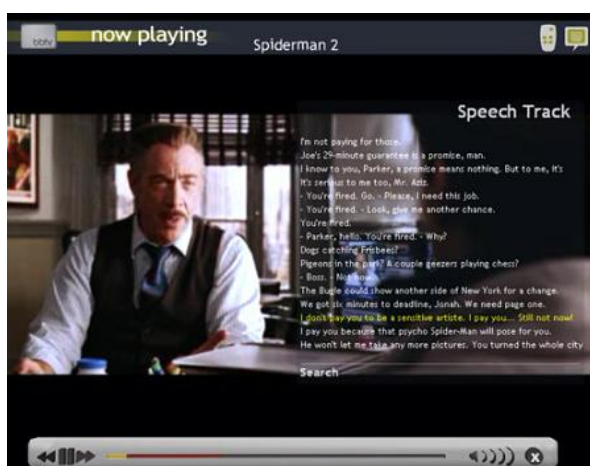 bbtv
now playing
Spiderman 2
Speech Track
I'm not paying for those.
Joe's 29-minute guarantee is a promise, man.
I know to you, Parker, a promise means nothing. But to me, it's
It's serious to me too, Mr. Aziz.
- You're fired. Go. - Please, I need this job.
- You're fired. - Look, give me another chance.
You're fired.
- Parker, hello. You're fired. - Why?
Dogs catching Frisbees?
Pigeons in the park? A couple geezers playing chess?
- Boss. - Not now.
The Bugle could show another side of New York for a change.
We got six minutes to deadline, Jonah. We need page one.
I don't pay you to be a sensitive artiste. I pay you... Still not now!
I pay you because that psycho Spider-Man will pose for you.
He won't let me take any more pictures. You turned the whole city
Search
x